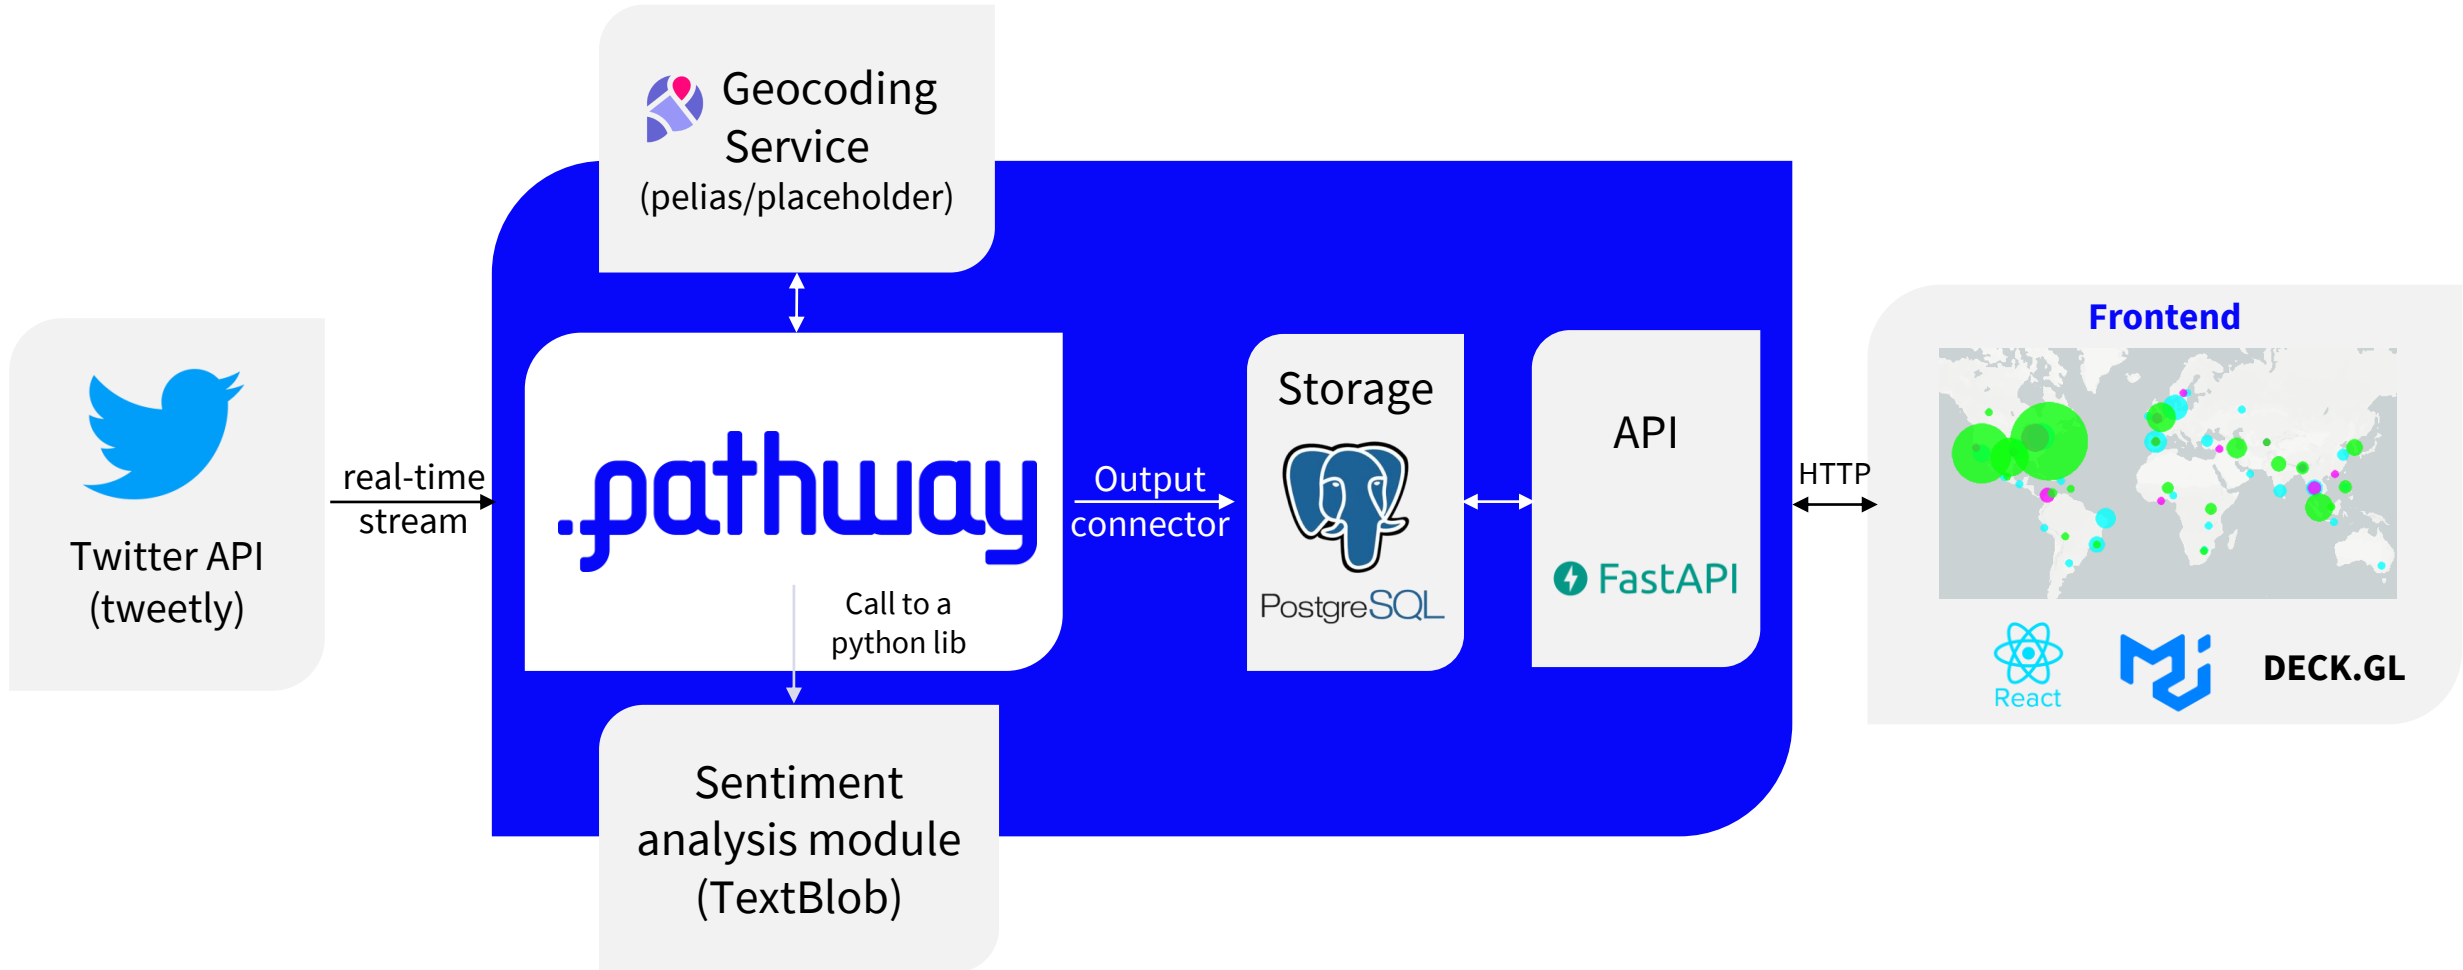 Geocoding
Service
(pelias/placeholder)
Twitter API
(tweetly)
real-time
stream
.pathway
Call to a
python lib
Output
connector
Storage
PostgreSQL
API
FastAPI
HTTP
Frontend
React
DECK.GL
Sentiment
analysis module
(TextBlob)